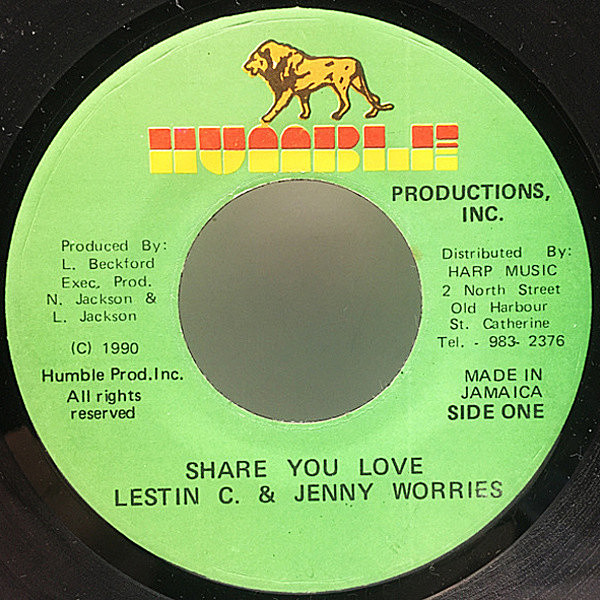 HUMBLE
PRODUCTIONS,
INC.
Produced By:
L. Beckford
Exec, Prod.
N. Jackson &
L. Jackson
(C) 1990
Humble Prod.Inc.
All rights
reserved
Distributed By:
HARP MUSIC
2 North Street
Old Harbour
St. Catherine
Tel. - 983- 2376
MADE IN
JAMAICA
SIDE ONE
SHARE YOU LOVE
LESTIN C. & JENNY WORRIES